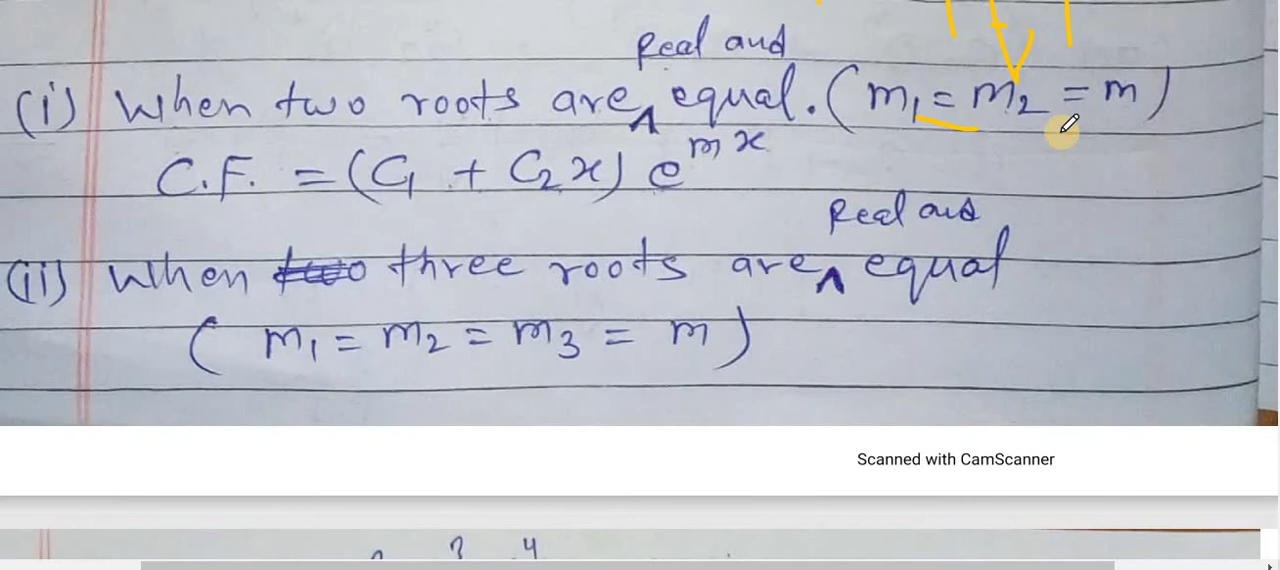 Real and
(i) When two roots are ^ equal. (m₁ = m₂ = m)
C.F. = (C₁ + C₂x) e^{mx}
Real and
(ii) When two three roots are ^ equal
(m₁ = m₂ = m₃ = m)
Scanned with CamScanner